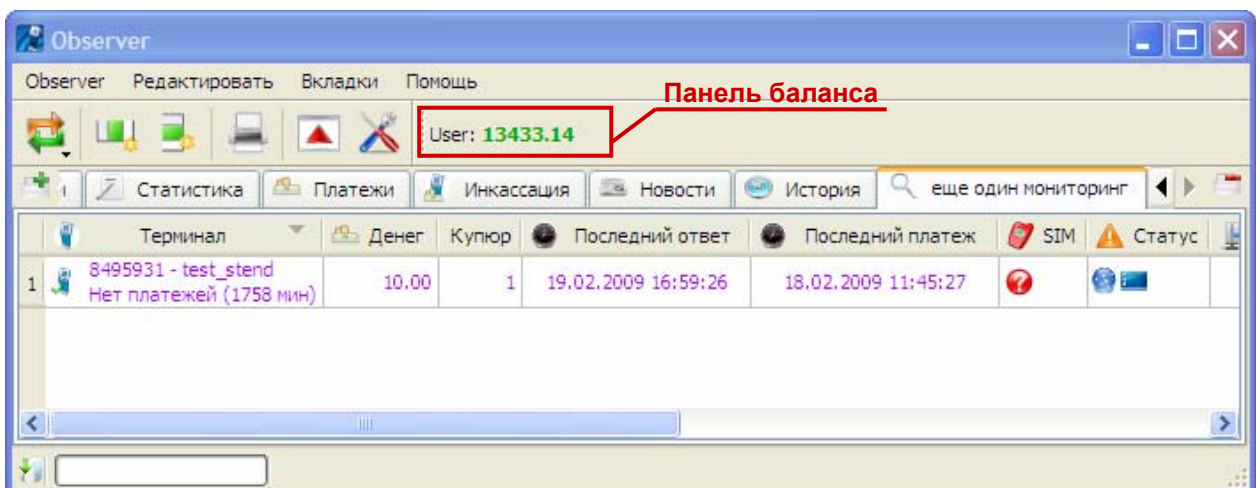 Observer
Observer Редактировать Вкладки Помощь
Панель баланса
User: 13433.14
Статистика Платежи Инкассация Новости История еще один мониторинг
Терминал Денег Купюр Последний ответ Последний платеж SIM Статус
1 8495931 - test_stend 10.00 1 19.02.2009 16:59:26 18.02.2009 11:45:27
Нет платежей (1758 мин)